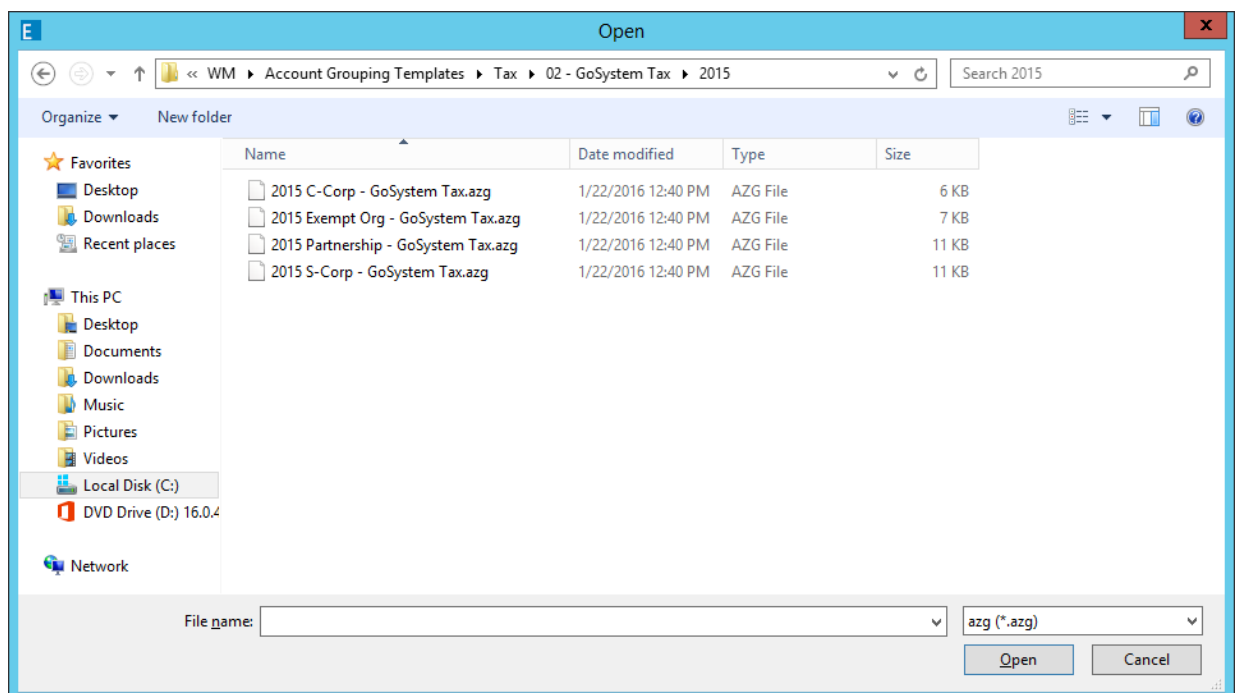 E
Open
x
« WM ▸ Account Grouping Templates ▸ Tax ▸ 02 - GoSystem Tax ▸ 2015
Search 2015
Organize
New folder
Name
Date modified
Type
Size
Favorites
Desktop
Downloads
Recent places
This PC
Desktop
Documents
Downloads
Music
Pictures
Videos
Local Disk (C:)
DVD Drive (D:) 16.0.4
Network
2015 C-Corp - GoSystem Tax.azg 1/22/2016 12:40 PM AZG File 6 KB
2015 Exempt Org - GoSystem Tax.azg 1/22/2016 12:40 PM AZG File 7 KB
2015 Partnership - GoSystem Tax.azg 1/22/2016 12:40 PM AZG File 11 KB
2015 S-Corp - GoSystem Tax.azg 1/22/2016 12:40 PM AZG File 11 KB
File name:
azg (*.azg)
Open
Cancel